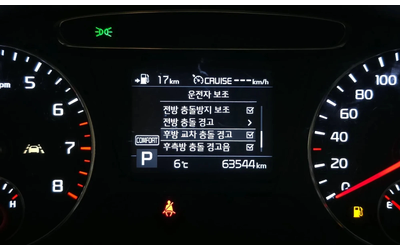 17km CRUISE ---km/h
운전자 보조
전방 충돌방지 보조
전방 충돌 경고
후방 교차 충돌 경고
후측방 충돌 경고음
COMFORT
P 6℃ 63544 km
5
6
7
8
100
80
60
40
20